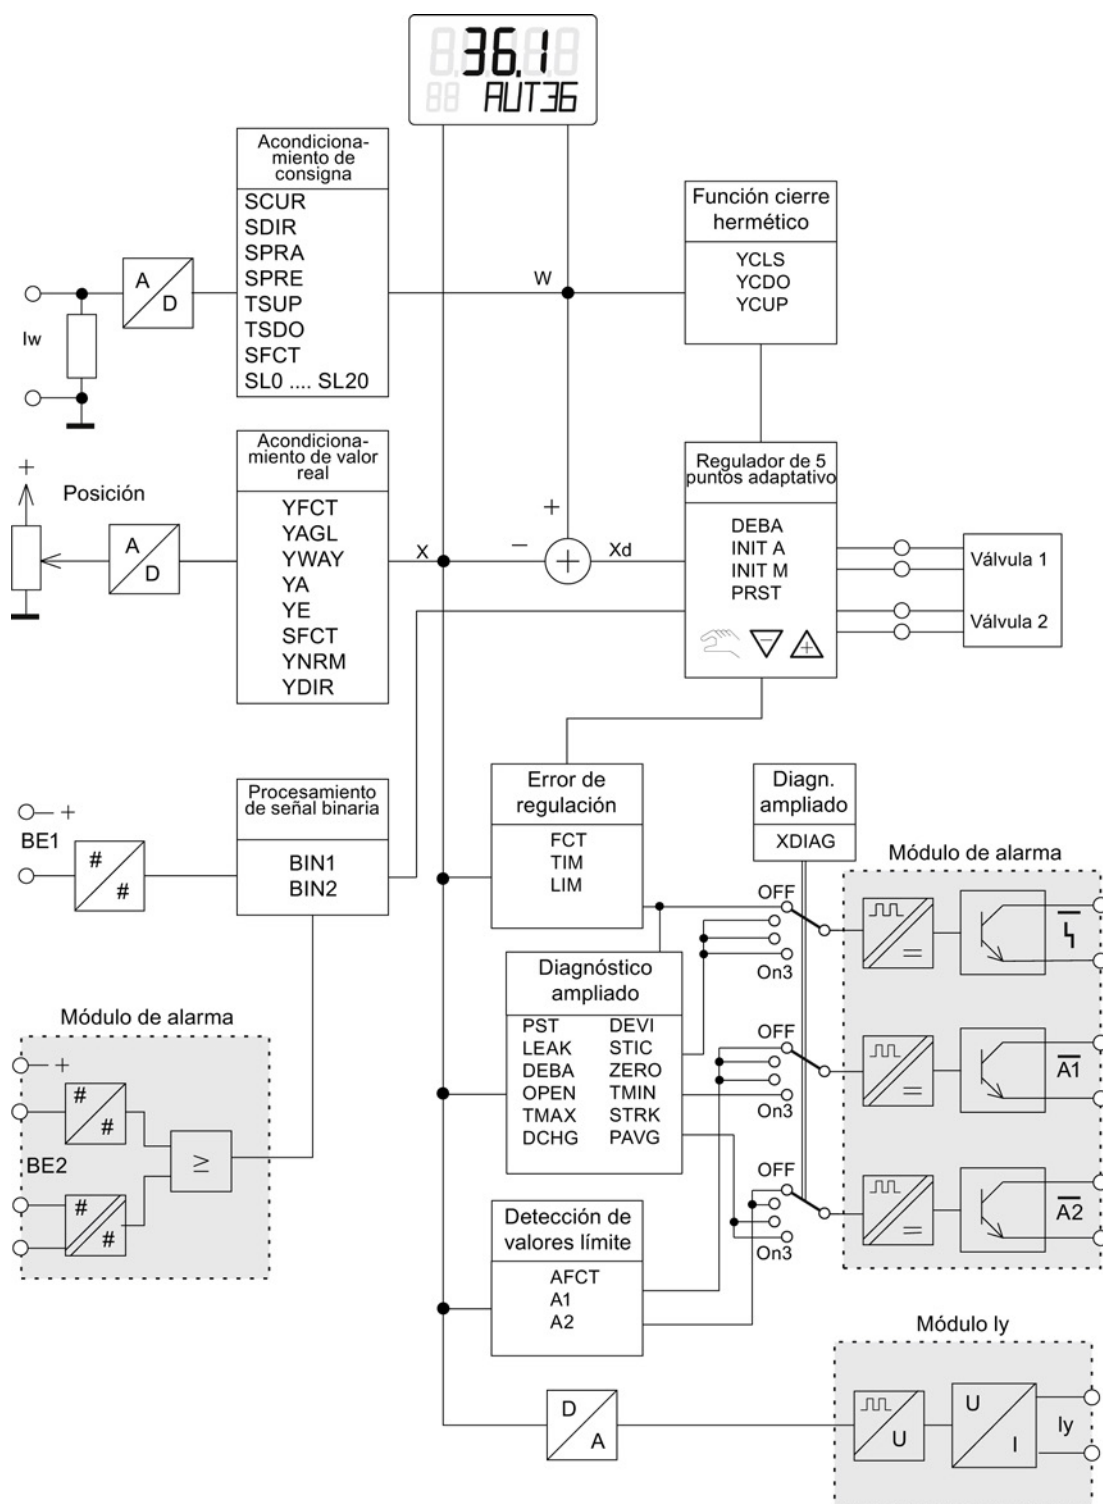 36.1
AUT36
Acondiciona-
miento de
consigna
SCUR
SDIR
SPRA
SPRE
TSUP
TSDO
SFCT
SL0 .... SL20
A
D
Iw
W
Función cierre
hermético
YCLS
YCDO
YCUP
+
Posición
A
D
Acondiciona-
miento de valor
real
YFCT
YAGL
YWAY
YA
YE
SFCT
YNRM
YDIR
X
+
−
+
Xd
Regulador de 5
puntos adaptativo
DEBA
INIT A
INIT M
PRST
−
+
Válvula 1
Válvula 2
− +
BE1
#
#
Procesamiento
de señal binaria
BIN1
BIN2
Error de
regulación
FCT
TIM
LIM
Diagn.
ampliado
XDIAG
Módulo de alarma
OFF
On3
=
Diagnóstico
ampliado
PST DEVI
LEAK STIC
DEBA ZERO
OPEN TMIN
TMAX STRK
DCHG PAVG
OFF
On3
=
A1
OFF
On3
=
A2
Módulo de alarma
− +
#
#
BE2
≥
#
#
Detección de
valores límite
AFCT
A1
A2
Módulo Iy
D
A
U
U
I
Iy